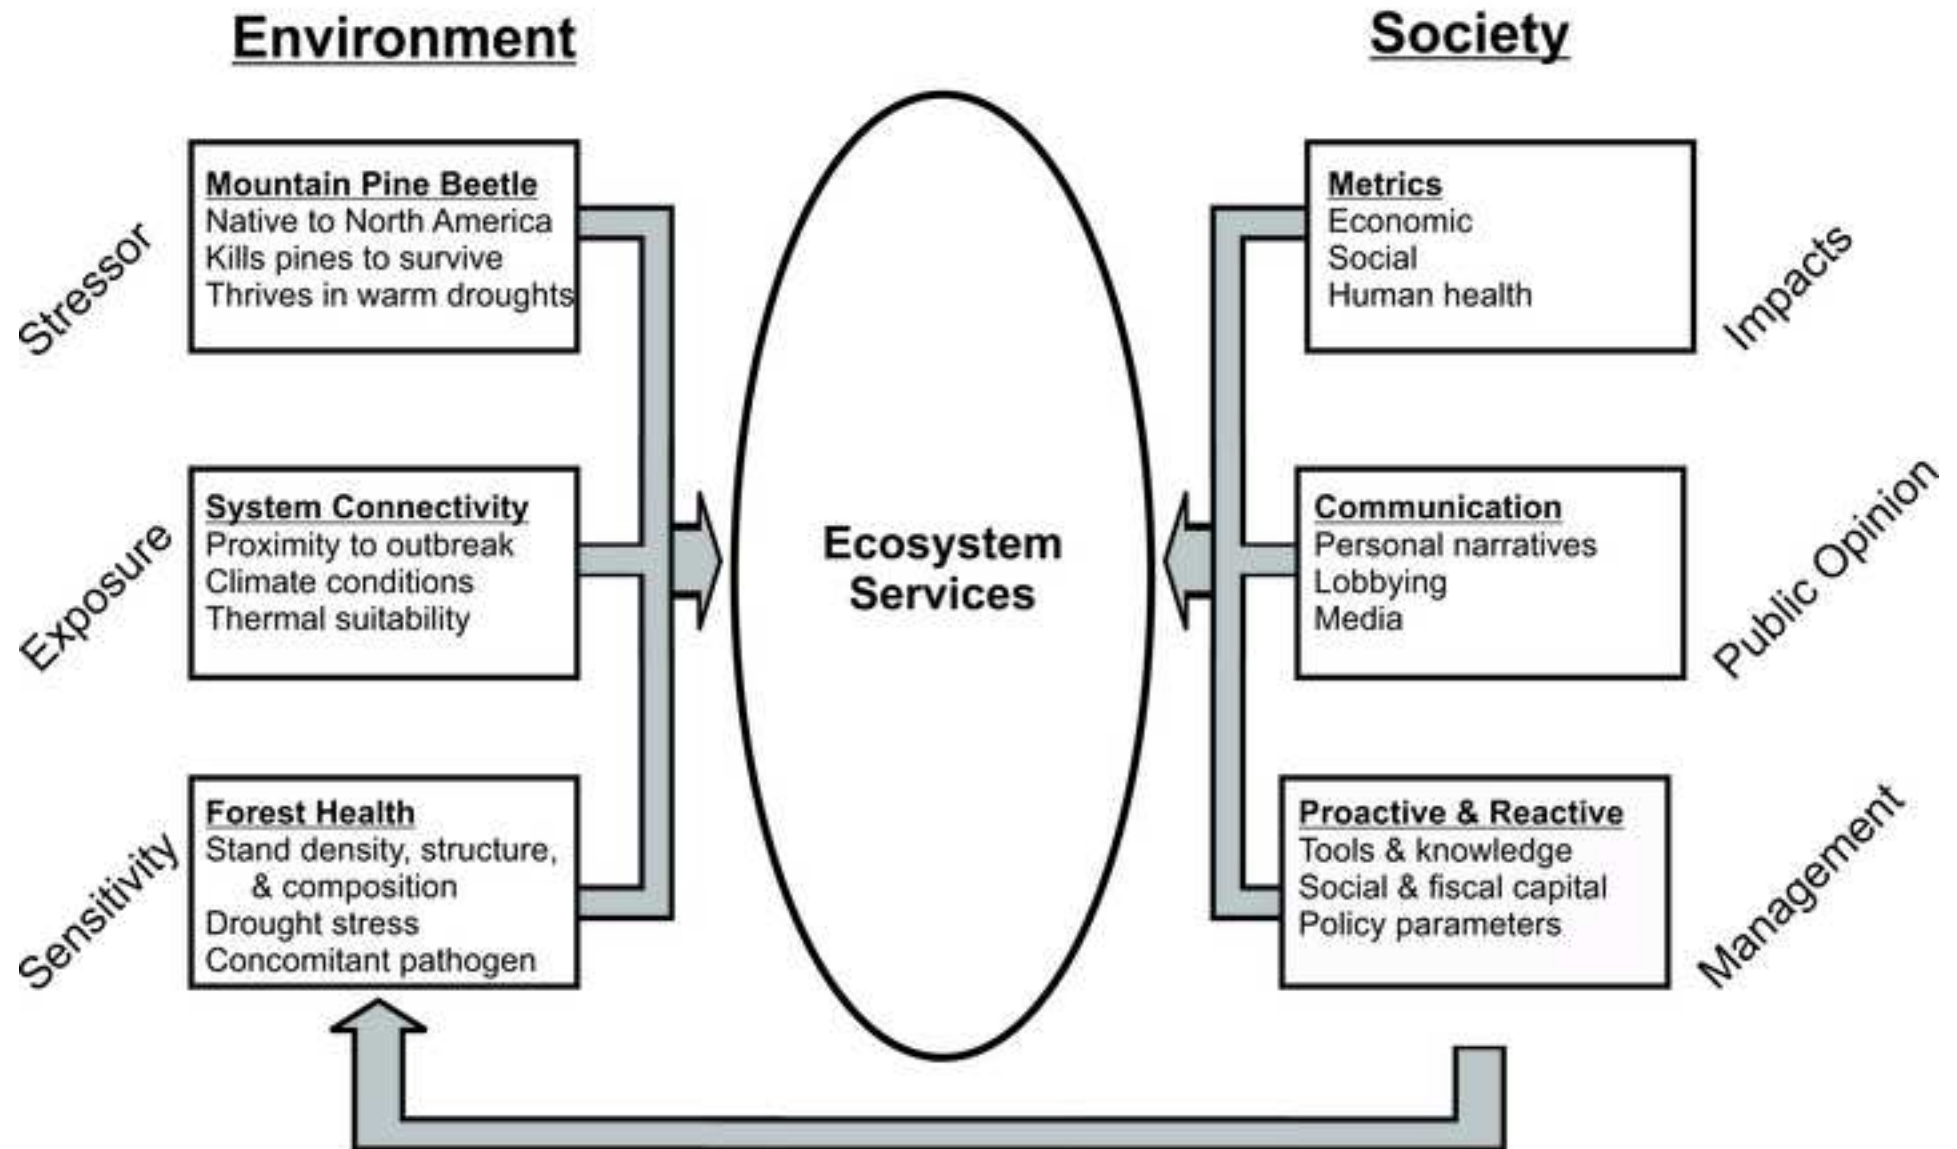 Environment
Stressor
Mountain Pine Beetle
Native to North America
Kills pines to survive
Thrives in warm droughts
Exposure
System Connectivity
Proximity to outbreak
Climate conditions
Thermal suitability
Sensitivity
Forest Health
Stand density, structure,
& composition
Drought stress
Concomitant pathogen
Ecosystem
Services
Society
Metrics
Economic
Social
Human health
Impacts
Communication
Personal narratives
Lobbying
Media
Public Opinion
Proactive & Reactive
Tools & knowledge
Social & fiscal capital
Policy parameters
Management